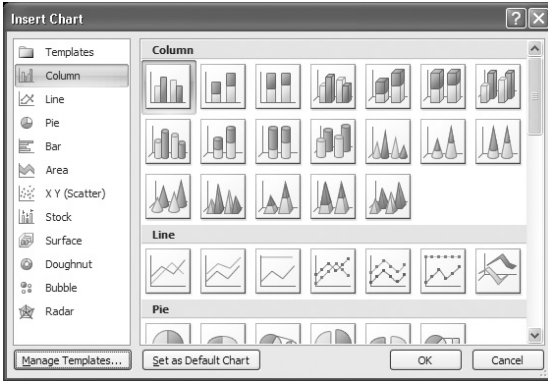 Insert Chart
Templates
Column
Line
Pie
Bar
Area
X Y (Scatter)
Stock
Surface
Doughnut
Bubble
Radar
Column
Line
Pie
Manage Templates...
Set as Default Chart
OK
Cancel